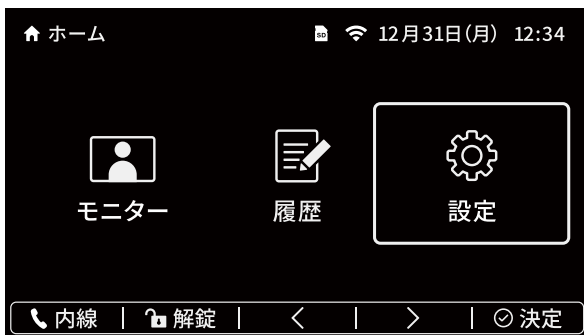 ホーム SD 12月31日(月) 12:34
モニター 履歴 設定
内線 解錠 < > 決定